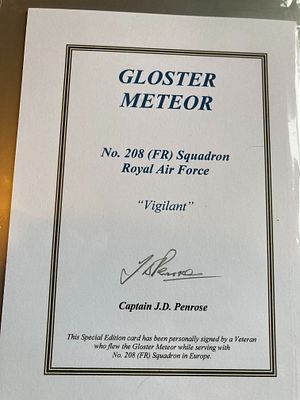 GLOSTER
METEOR
No. 208 (FR) Squadron
Royal Air Force
"Vigilant"
J D Penrose
Captain J.D. Penrose
This Special Edition card has been personally signed by a Veteran
who flew the Gloster Meteor while serving with
No. 208 (FR) Squadron in Europe.